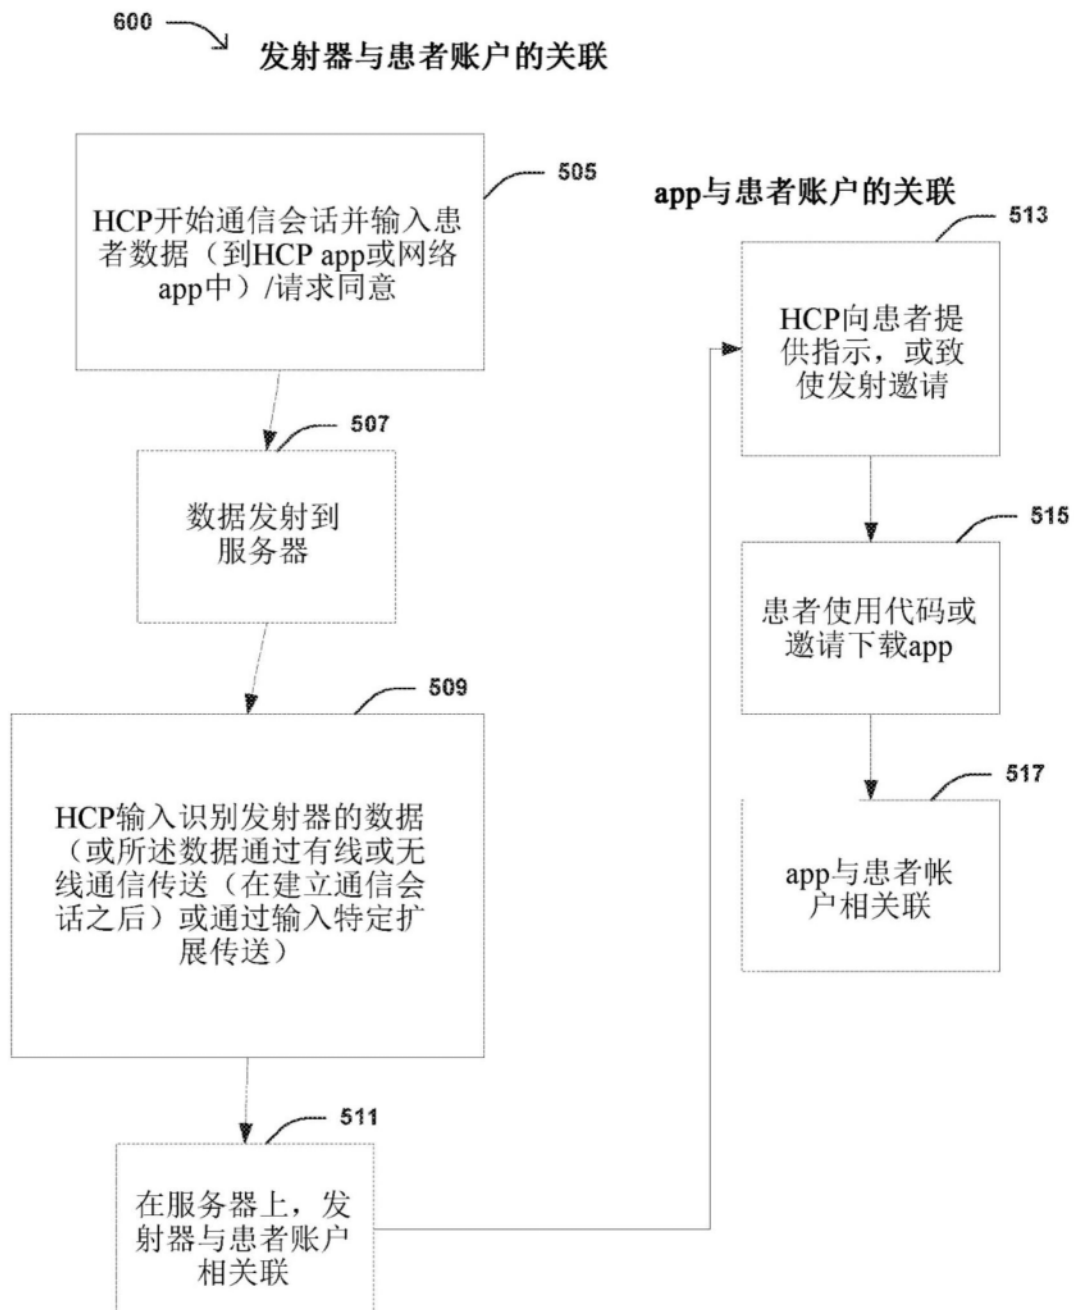 600
发射器与患者账户的关联
505
HCP开始通信会话并输入患
者数据（到HCP app或网络
app中）/请求同意
507
数据发射到
服务器
509
HCP输入识别发射器的数据
（或所述数据通过有线或无
线通信传送（在建立通信会
话之后）或通过输入特定扩
展传送）
511
在服务器上，发
射器与患者账户
相关联
app与患者账户的关联
513
HCP向患者提
供指示，或致
使发射邀请
515
患者使用代码或
邀请下载app
517
app与患者帐
户相关联